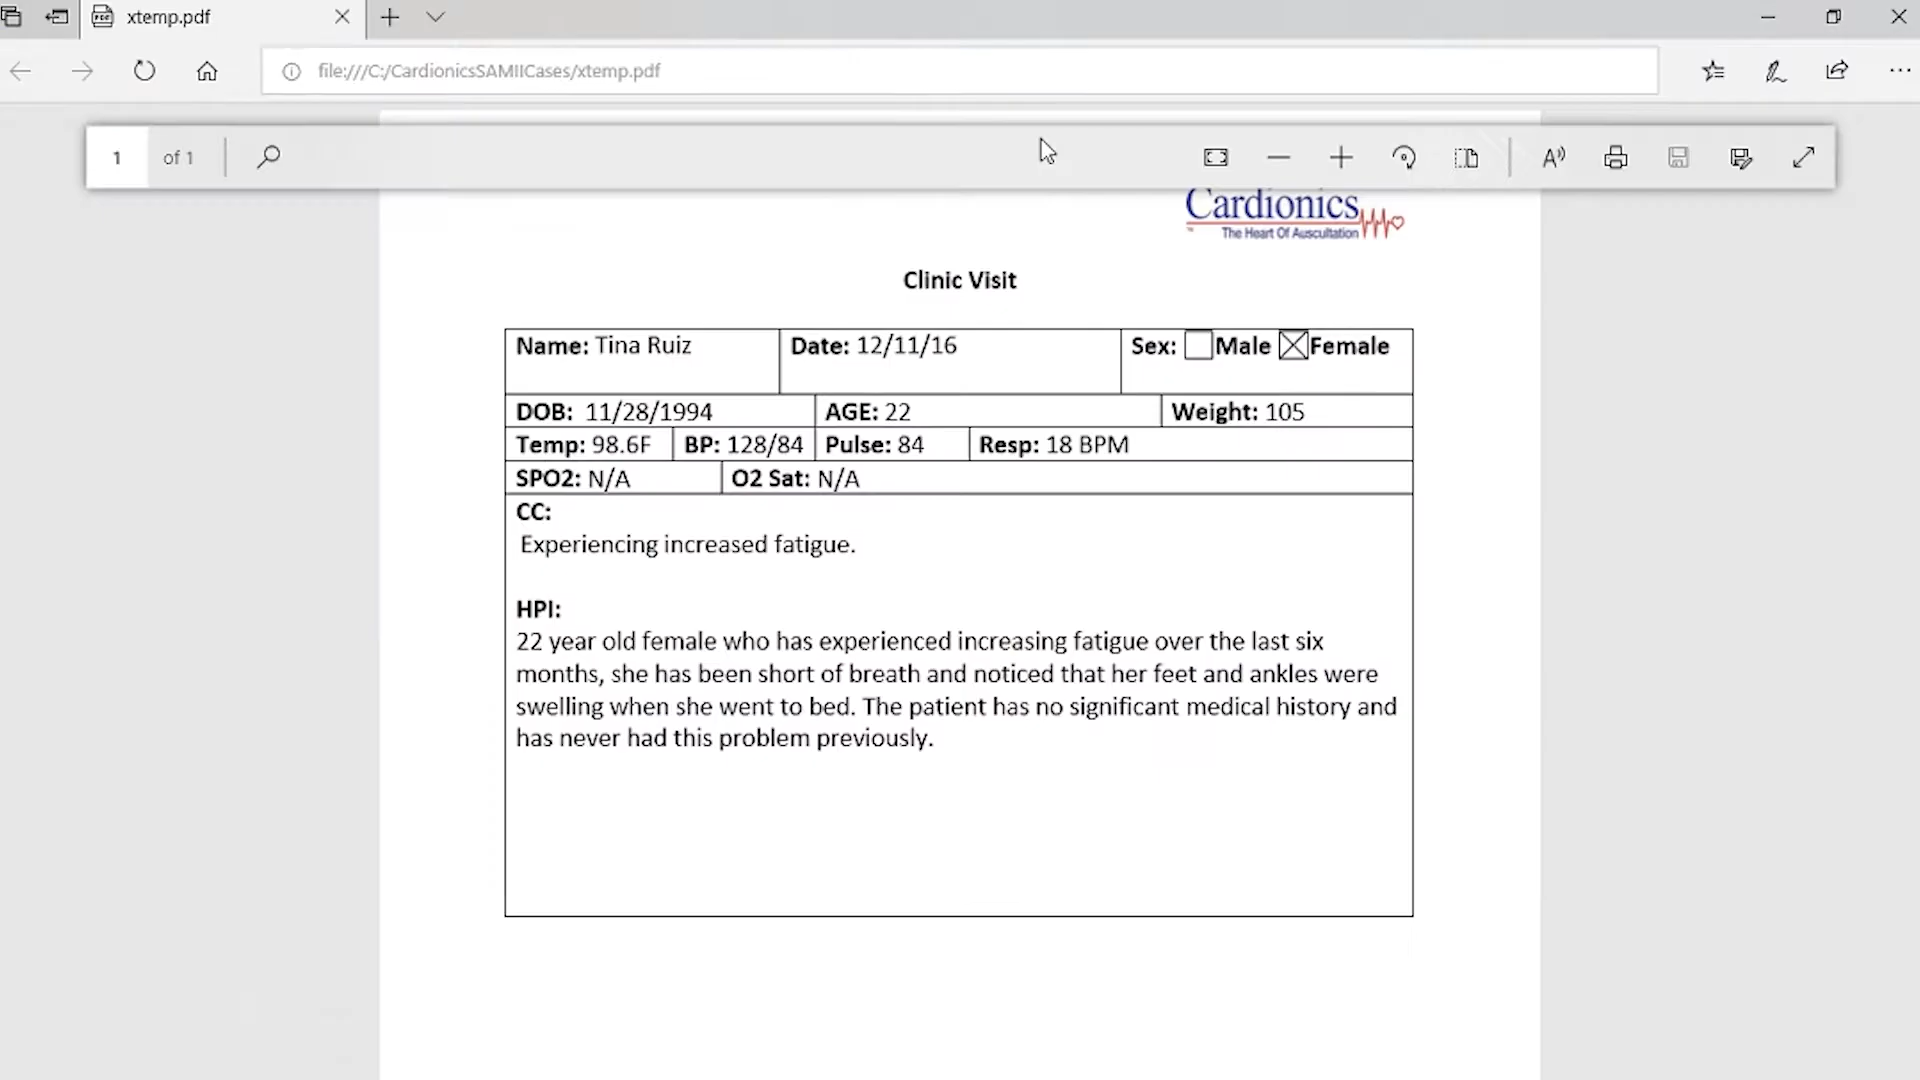 xtemp.pdf
file:///C:/CardionicsSAMIICases/xtemp.pdf
1 of 1
Cardionics
The Heart Of Auscultation
Clinic Visit
Name: Tina Ruiz Date: 12/11/16 Sex: Male Female
DOB: 11/28/1994 AGE: 22 Weight: 105
Temp: 98.6F BP: 128/84 Pulse: 84 Resp: 18 BPM
SPO2: N/A O2 Sat: N/A
CC:
Experiencing increased fatigue.
HPI:
22 year old female who has experienced increasing fatigue over the last six
months, she has been short of breath and noticed that her feet and ankles were
swelling when she went to bed. The patient has no significant medical history and
has never had this problem previously.